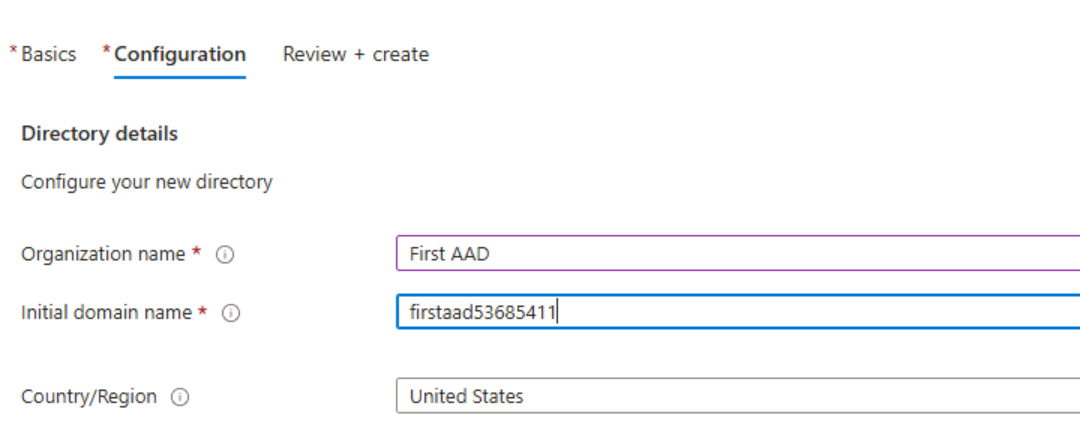 * Basics * Configuration Review + create
Directory details
Configure your new directory
Organization name * First AAD
Initial domain name * firstaad53685411
Country/Region United States